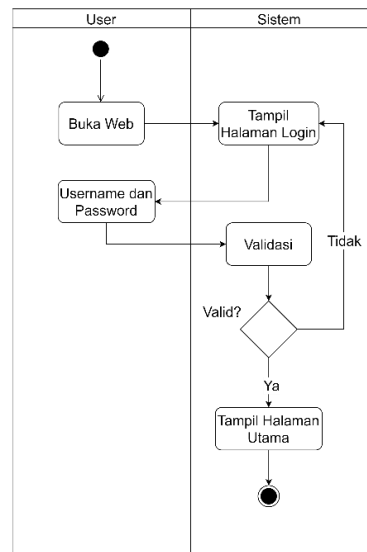 User
Sistem
Buka Web
Tampil
Halaman Login
Username dan
Password
Validasi
Tidak
Valid?
Ya
Tampil Halaman
Utama